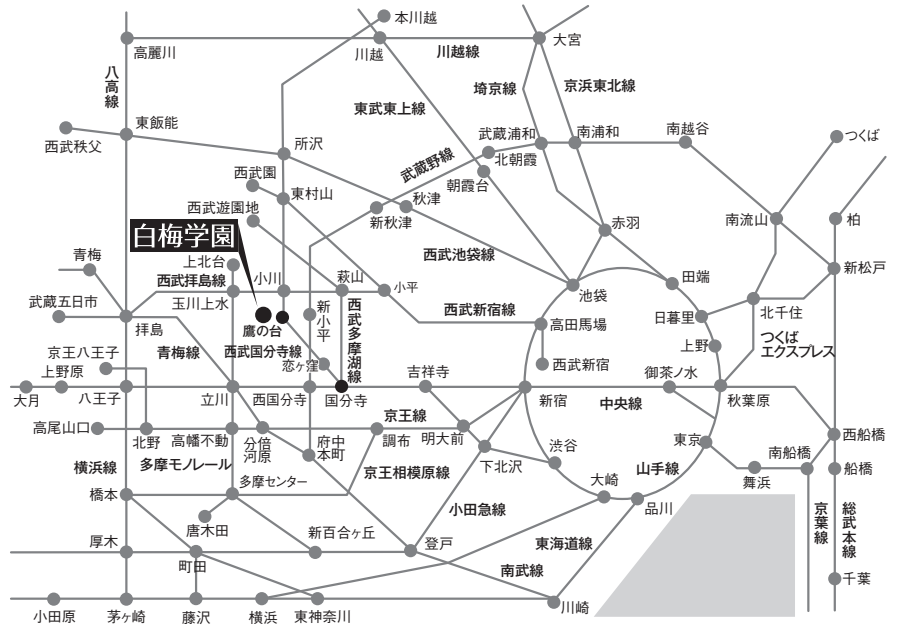 本川越
高麗川
川越
川越線
大宮
八高線
埼京線
京浜東北線
東武東上線
東飯能
西武秩父
所沢
武蔵野線
武蔵浦和
南浦和
南越谷
つくば
北朝霞
朝霞台
西武園
東村山
西武遊園地
秋津
新秋津
赤羽
南流山
柏
白梅学園
西武池袋線
青梅
上北台
西武拝島線
小川
萩山
小平
池袋
田端
新松戸
武蔵五日市
玉川上水
拝島
鷹の台
新小平
西武多摩湖線
西武新宿線
高田馬場
日暮里
北千住
上野
つくば
エクスプレス
京王八王子
青梅線
西武国分寺線
恋ヶ窪
西武新宿
上野原
吉祥寺
御茶ノ水
大月
八王子
立川
西国分寺
国分寺
新宿
中央線
秋葉原
高尾山口
北野
高幡不動
分倍
河原
府中
本町
京王線
調布
明大前
下北沢
渋谷
東京
西船橋
横浜線
多摩モノレール
京王相模原線
山手線
南船橋
舞浜
船橋
橋本
多摩センター
大崎
品川
唐木田
小田急線
京葉線
総武本線
厚木
町田
新百合ヶ丘
登戸
東海道線
南武線
千葉
小田原
茅ヶ崎
藤沢
横浜
東神奈川
川崎